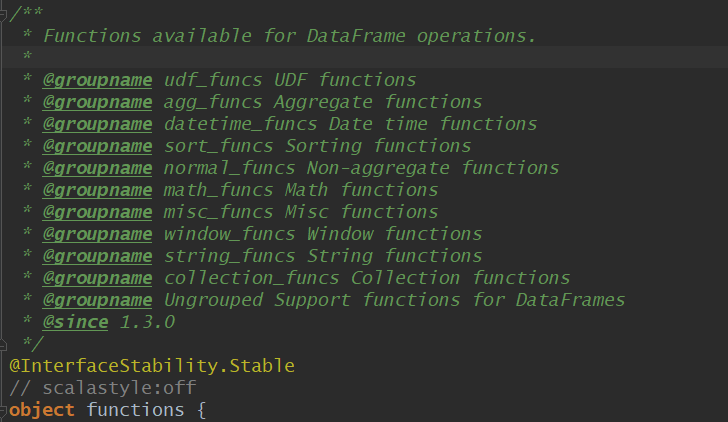 /**
* Functions available for DataFrame operations.
*
* @groupname udf_funcs UDF functions
* @groupname agg_funcs Aggregate functions
* @groupname datetime_funcs Date time functions
* @groupname sort_funcs Sorting functions
* @groupname normal_funcs Non-aggregate functions
* @groupname math_funcs Math functions
* @groupname misc_funcs Misc functions
* @groupname window_funcs Window functions
* @groupname string_funcs String functions
* @groupname collection_funcs Collection functions
* @groupname Ungrouped Support functions for DataFrames
* @since 1.3.0
*/
@InterfaceStability.Stable
// scalastyle:off
object functions {